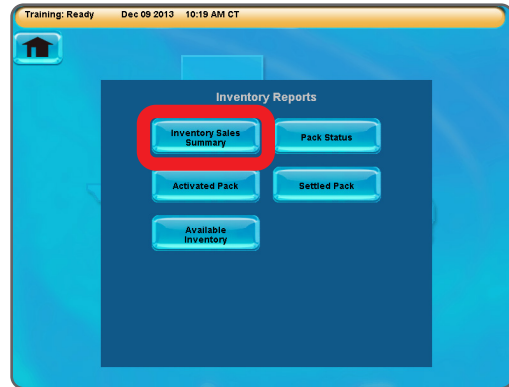 Training: Ready Dec 09 2013 10:19 AM CT
Inventory Reports
Inventory Sales
Summary
Pack Status
Activated Pack
Settled Pack
Available
Inventory